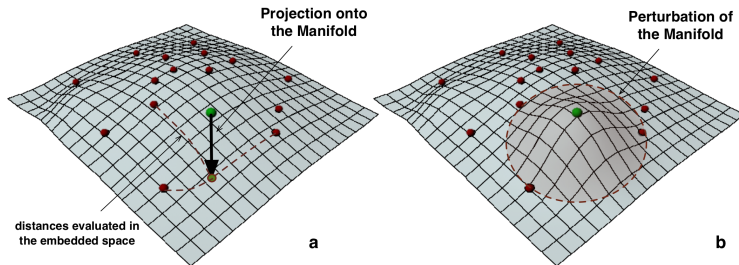 Projection onto
the Manifold
distances evaluated in
the embedded space
a
Perturbation of
the Manifold
b